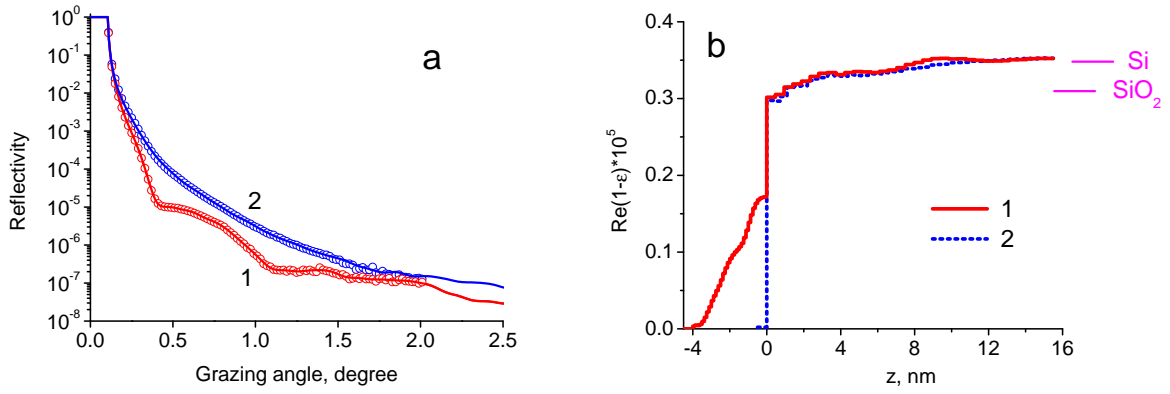 a
10^0
10^-1
10^-2
10^-3
10^-4
10^-5
10^-6
10^-7
10^-8
Reflectivity
2
1
0.0 0.5 1.0 1.5 2.0 2.5
Grazing angle, degree
b
0.4
0.3
0.2
0.1
0.0
Re(1-ε)*10^5
Si
SiO_2
1
2
-4 0 4 8 12 16
z, nm